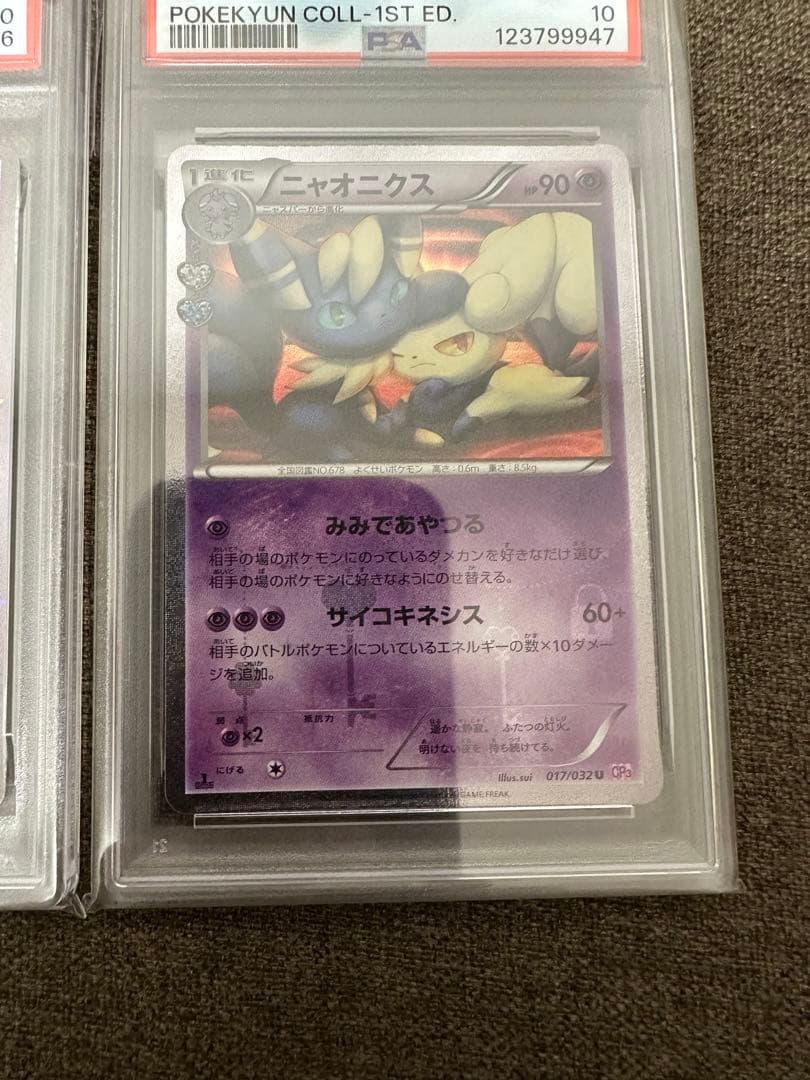 0
6
POKEKYUN COLL-1ST ED.
10
PSA
123799947
1進化
ニャオニクス
HP90
ニャスパーから進化
全国図鑑NO.678 よくせいポケモン 高さ:0.6m 重さ:8.5kg
みみであやつる
相手の場のポケモンにのっているダメカンを好きなだけ選び、
相手の場のポケモンに好きなようにのせ替える。
サイコキネシス 60+
相手のバトルポケモンについているエネルギーの数×10ダメー
ジを追加。
弱点 抵抗力
×2
遥かな静寂。 ふたつの灯火。
明けない夜を 待ち続けてる。
にげる
Illus.sui 017/032 U CP3
GAME FREAK